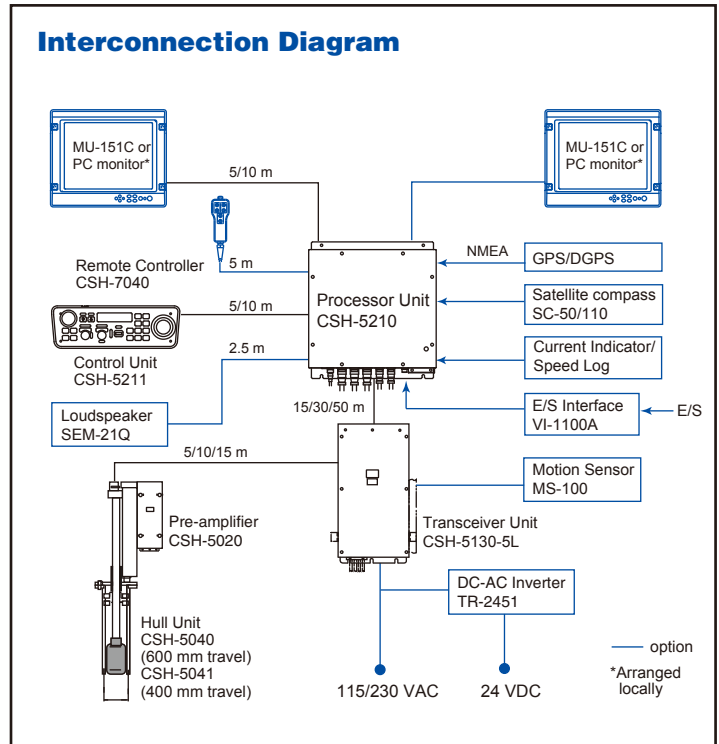 Interconnection Diagram
MU-151C or
PC monitor*
MU-151C or
PC monitor*
5/10 m
Remote Controller
CSH-7040
5 m
Processor Unit
CSH-5210
NMEA
GPS/DGPS
Satellite compass
SC-50/110
5/10 m
Control Unit
CSH-5211
Current Indicator/
Speed Log
2.5 m
Loudspeaker
SEM-21Q
E/S Interface
VI-1100A
E/S
15/30/50 m
5/10/15 m
Motion Sensor
MS-100
Pre-amplifier
CSH-5020
Transceiver Unit
CSH-5130-5L
DC-AC Inverter
TR-2451
Hull Unit
CSH-5040
(600 mm travel)
CSH-5041
(400 mm travel)
115/230 VAC
24 VDC
option
*Arranged
locally